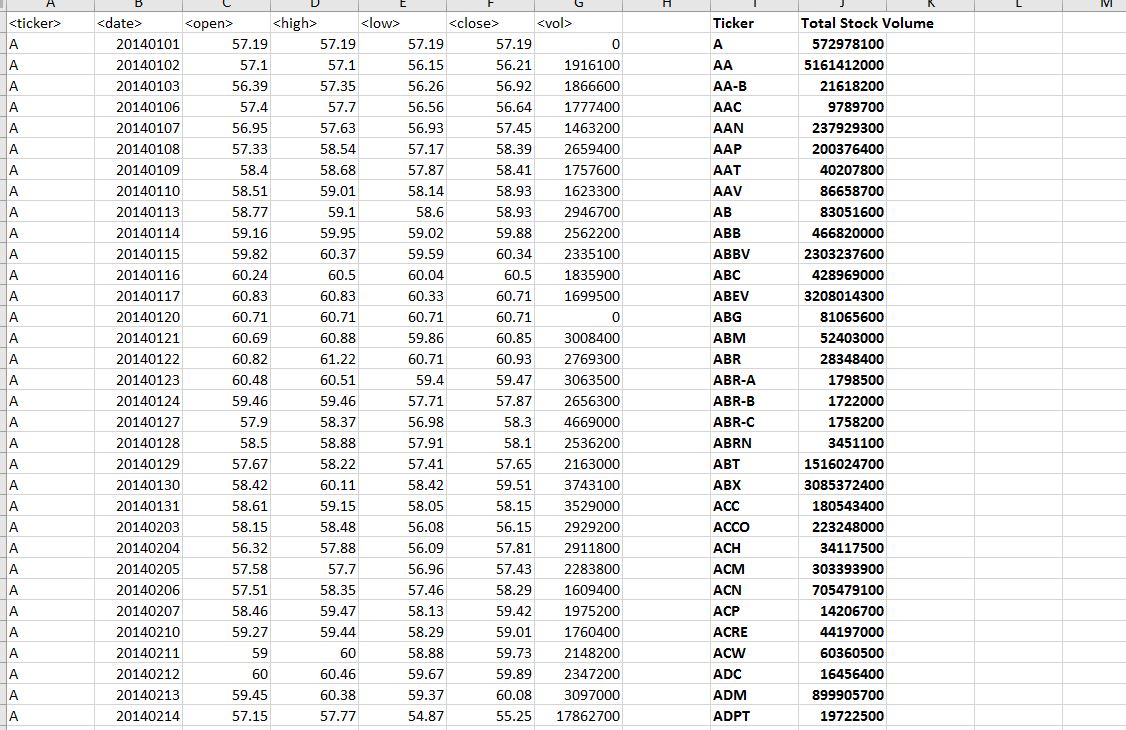 A B C D E F G H I J K L M
<ticker> <date> <open> <high> <low> <close> <vol> Ticker Total Stock Volume
A 20140101 57.19 57.19 57.19 57.19 0 A 572978100
A 20140102 57.1 57.1 56.15 56.21 1916100 AA 5161412000
A 20140103 56.39 57.35 56.26 56.92 1866600 AA-B 21618200
A 20140106 57.4 57.7 56.56 56.64 1777400 AAC 9789700
A 20140107 56.95 57.63 56.93 57.45 1463200 AAN 237929300
A 20140108 57.33 58.54 57.17 58.39 2659400 AAP 200376400
A 20140109 58.4 58.68 57.87 58.41 1757600 AAT 40207800
A 20140110 58.51 59.01 58.14 58.93 1623300 AAV 86658700
A 20140113 58.77 59.1 58.6 58.93 2946700 AB 83051600
A 20140114 59.16 59.95 59.02 59.88 2562200 ABB 466820000
A 20140115 59.82 60.37 59.59 60.34 2335100 ABBV 2303237600
A 20140116 60.24 60.5 60.04 60.5 1835900 ABC 428969000
A 20140117 60.83 60.83 60.33 60.71 1699500 ABEV 3208014300
A 20140120 60.71 60.71 60.71 60.71 0 ABG 81065600
A 20140121 60.69 60.88 59.86 60.85 3008400 ABM 52403000
A 20140122 60.82 61.22 60.71 60.93 2769300 ABR 28348400
A 20140123 60.48 60.51 59.4 59.47 3063500 ABR-A 1798500
A 20140124 59.46 59.46 57.71 57.87 2656300 ABR-B 1722000
A 20140127 57.9 58.37 56.98 58.3 4669000 ABR-C 1758200
A 20140128 58.5 58.88 57.91 58.1 2536200 ABRN 3451100
A 20140129 57.67 58.22 57.41 57.65 2163000 ABT 1516024700
A 20140130 58.42 60.11 58.42 59.51 3743100 ABX 3085372400
A 20140131 58.61 59.15 58.05 58.15 3529000 ACC 180543400
A 20140203 58.15 58.48 56.08 56.15 2929200 ACCO 223248000
A 20140204 56.32 57.88 56.09 57.81 2911800 ACH 34117500
A 20140205 57.58 57.7 56.96 57.43 2283800 ACM 303393900
A 20140206 57.51 58.35 57.46 58.29 1609400 ACN 705479100
A 20140207 58.46 59.47 58.13 59.42 1975200 ACP 14206700
A 20140210 59.27 59.44 58.29 59.01 1760400 ACRE 44197000
A 20140211 59 60 58.88 59.73 2148200 ACW 60360500
A 20140212 60 60.46 59.67 59.89 2347200 ADC 16456400
A 20140213 59.45 60.38 59.37 60.08 3097000 ADM 899905700
A 20140214 57.15 57.77 54.87 55.25 17862700 ADPT 19722500